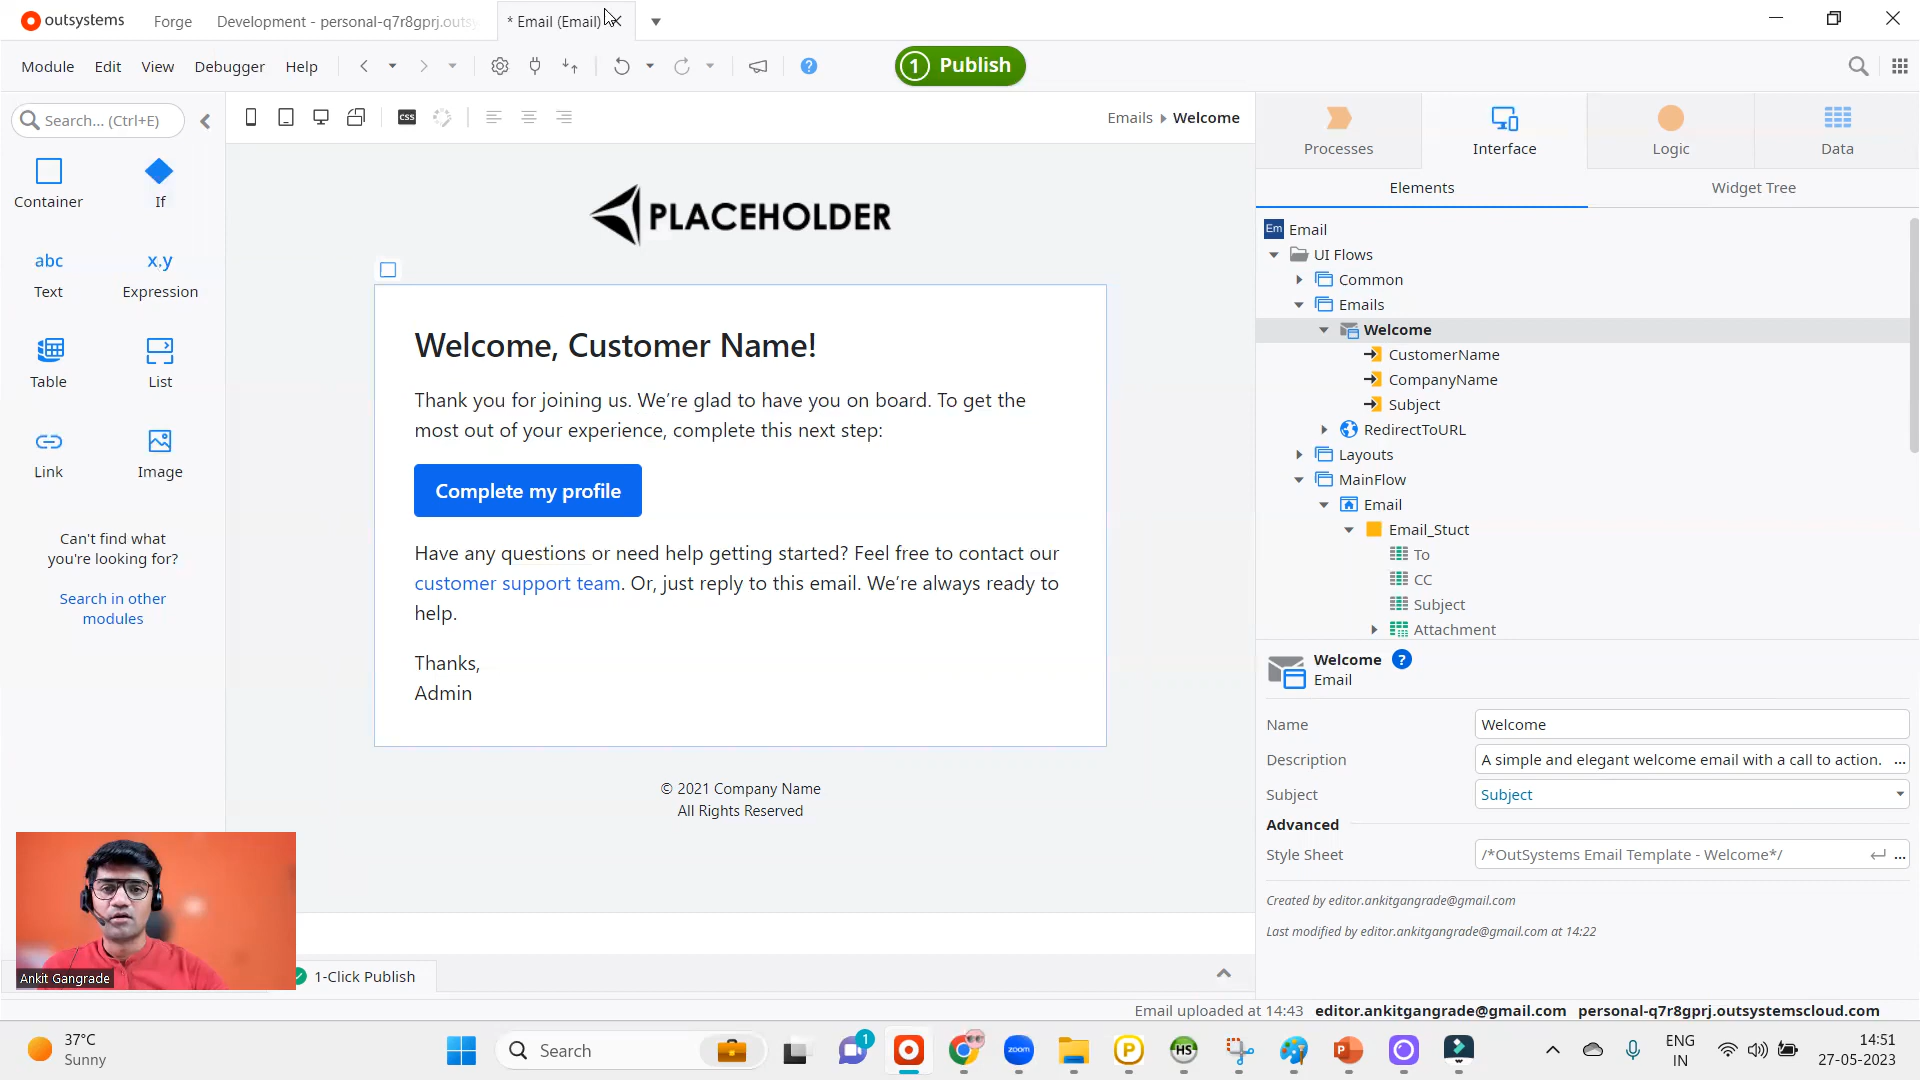 outsystems
Forge
Development - personal-q7r8gprj.outs
* Email (Email)
Module
Edit
View
Debugger
Help
?
1
Publish
Search... (Ctrl+E)
css
Emails
Welcome
Processes
Interface
Logic
Data
Container
If
Elements
Widget Tree
abc
Text
x.y
Expression
Table
List
Link
Image
Can't find what
you're looking for?
Search in other
modules
PLACEHOLDER
Welcome, Customer Name!
Thank you for joining us. We're glad to have you on board. To get the
most out of your experience, complete this next step:
Complete my profile
Have any questions or need help getting started? Feel free to contact our
customer support team. Or, just reply to this email. We're always ready to
help.
Thanks,
Admin
© 2021 Company Name
All Rights Reserved
Em
Email
UI Flows
Common
Emails
Welcome
CustomerName
CompanyName
Subject
RedirectToURL
Layouts
MainFlow
Email
Email_Stuct
To
CC
Subject
Attachment
Welcome
?
Email
Name
Welcome
Description
A simple and elegant welcome email with a call to action.
...
Subject
Subject
Advanced
Style Sheet
/*OutSystems Email Template - Welcome*/
...
Created by editor.ankitgangrade@gmail.com
Last modified by editor.ankitgangrade@gmail.com at 14:22
Ankit Gangrade
1-Click Publish
Email uploaded at 14:43
editor.ankitgangrade@gmail.com
personal-q7r8gprj.outsystemscloud.com
37°C
Sunny
Search
1
zoom
P
HS
P
ENG
IN
14:51
27-05-2023